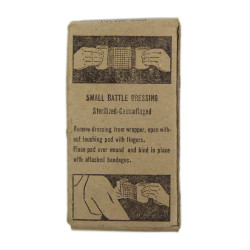 SMALL BATTLE DRESSING
Sterilized-Camouflaged
Remove dressing from wrapper, open with-
out touching pad with fingers.
Place pad over wound and bind in place
with attached bandages.